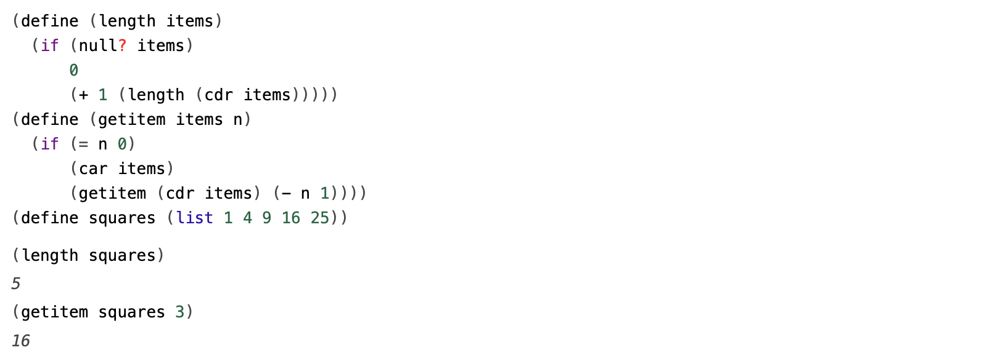 (define (length items)
  (if (null? items)
      0
      (+ 1 (length (cdr items)))))
(define (getitem items n)
  (if (= n 0)
      (car items)
      (getitem (cdr items) (- n 1))))
(define squares (list 1 4 9 16 25))
(length squares)
5
(getitem squares 3)
16